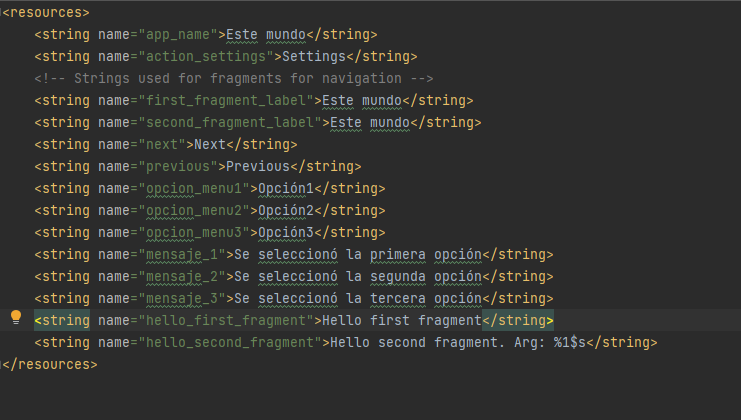 <resources>
<string name="app_name">Este mundo</string>
<string name="action_settings">Settings</string>
<!-- Strings used for fragments for navigation -->
<string name="first_fragment_label">Este mundo</string>
<string name="second_fragment_label">Este mundo</string>
<string name="next">Next</string>
<string name="previous">Previous</string>
<string name="opcion_menu1">Opción1</string>
<string name="opcion_menu2">Opción2</string>
<string name="opcion_menu3">Opción3</string>
<string name="mensaje_1">Se seleccionó la primera opción</string>
<string name="mensaje_2">Se seleccionó la segunda opción</string>
<string name="mensaje_3">Se seleccionó la tercera opción</string>
<string name="hello_first_fragment">Hello first fragment</string>
<string name="hello_second_fragment">Hello second fragment. Arg: %1$s</string>
</resources>